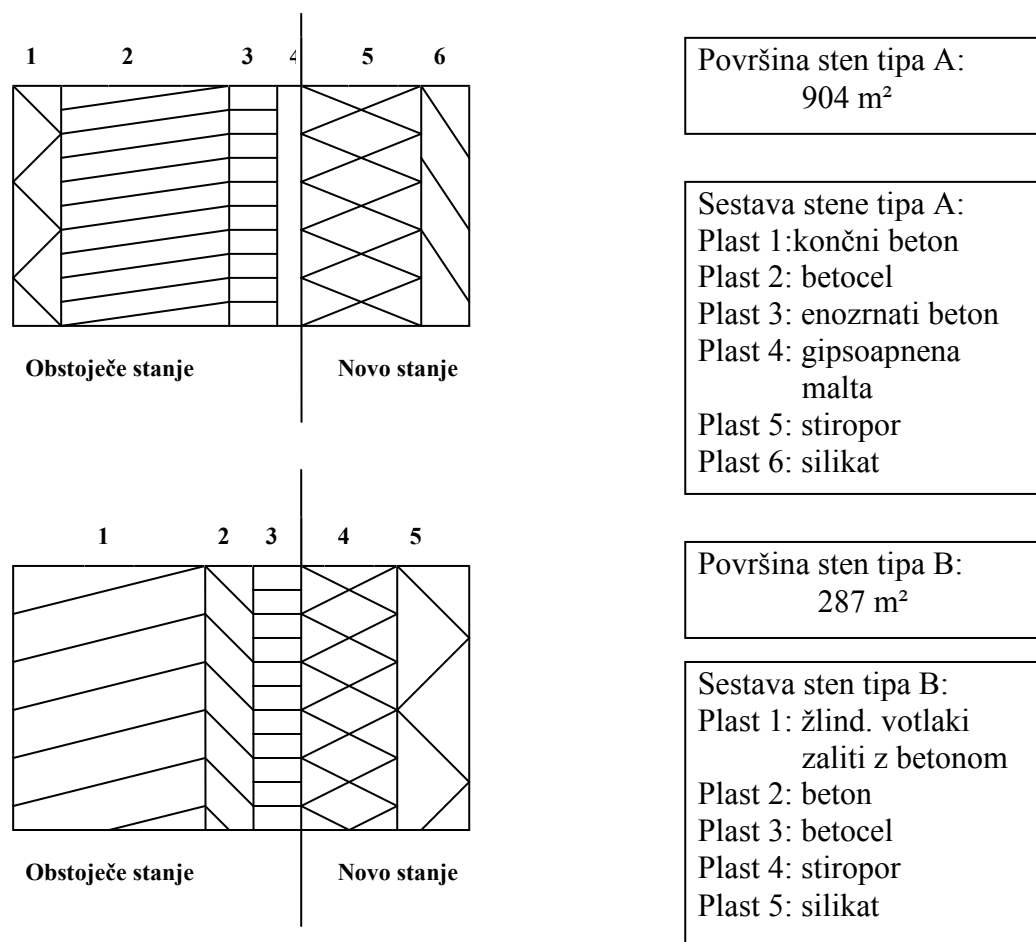 1 2 3 4 5 6
Obstoječe stanje Novo stanje
Površina sten tipa A:
904 m²
Sestava stene tipa A:
Plast 1:končni beton
Plast 2: betocel
Plast 3: enozrnati beton
Plast 4: gipsoapnena
malta
Plast 5: stiropor
Plast 6: silikat
1 2 3 4 5
Obstoječe stanje Novo stanje
Površina sten tipa B:
287 m²
Sestava sten tipa B:
Plast 1: žlind. votlaki
zaliti z betonom
Plast 2: beton
Plast 3: betocel
Plast 4: stiropor
Plast 5: silikat